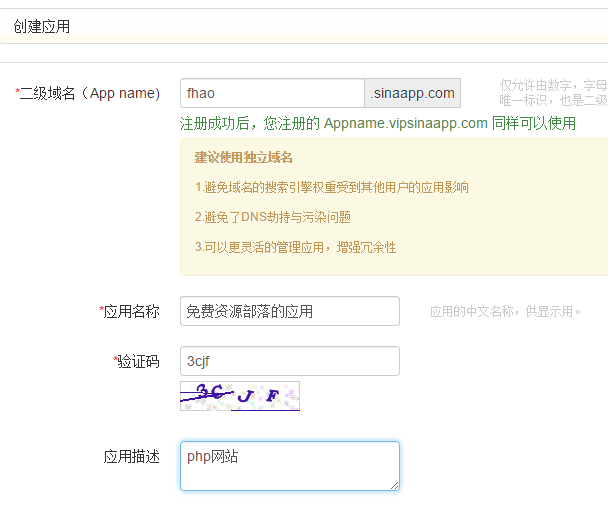 创建应用
*二级域名（App name)
fhao
.sinaapp.com
仅允许由数字，字母
唯一标识，也是二级
注册成功后，您注册的 Appname.vipsinaapp.com 同样可以使用
建议使用独立域名
1.避免域名的搜索引擎权重受到其他用户的应用影响
2.避免了DNS劫持与污染问题
3.可以更灵活的管理应用，增强冗余性
*应用名称
免费资源部落的应用
应用的中文名称，供显示用。
*验证码
3cjf
3C JF
应用描述
php网站